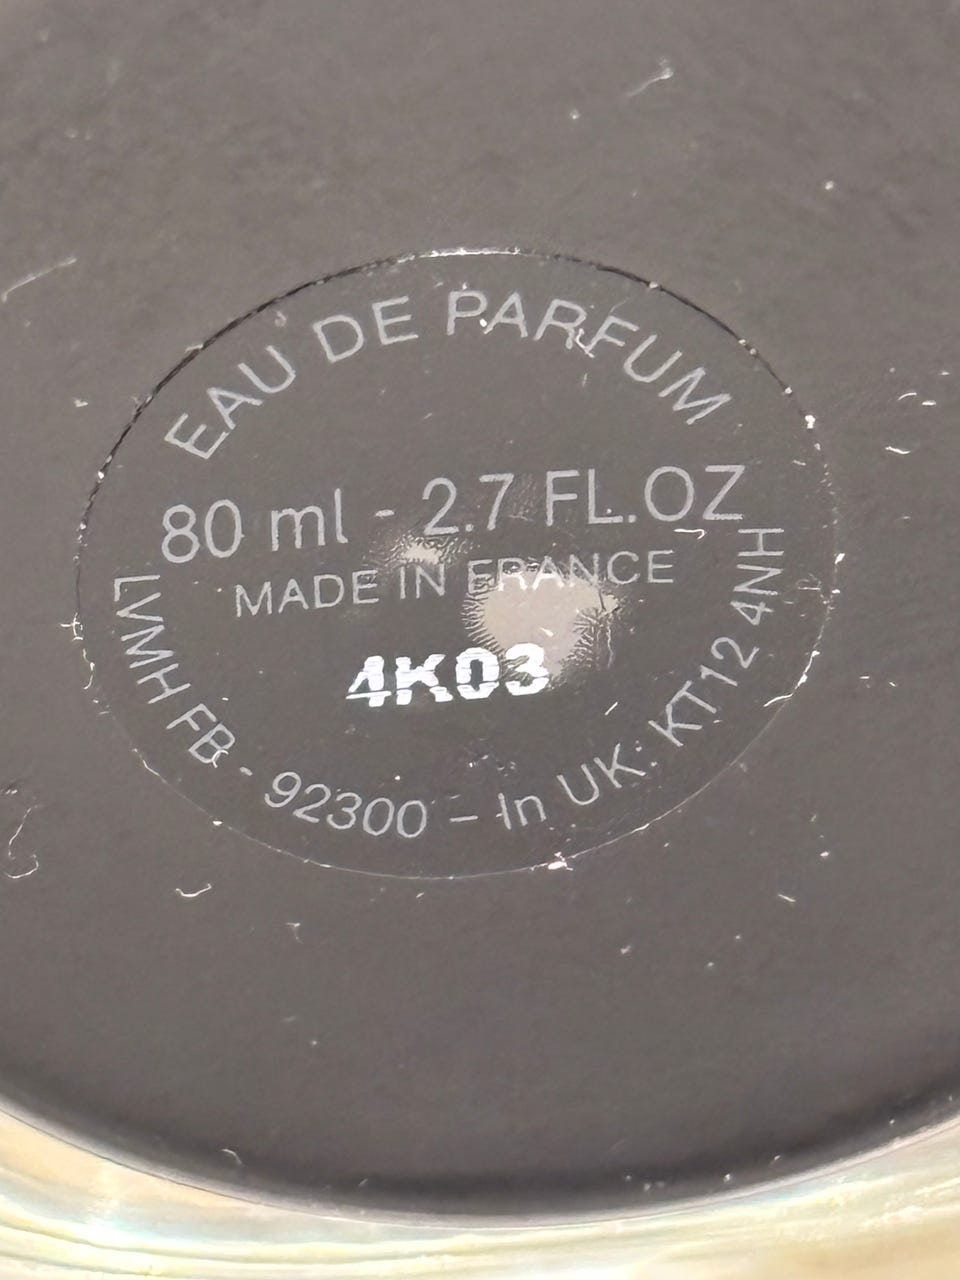 EAU DE PARFUM
80 ml - 2.7 FL.OZ
MADE IN FRANCE
4K03
LVMH FB - 92300 – In UK: KT12 4NH